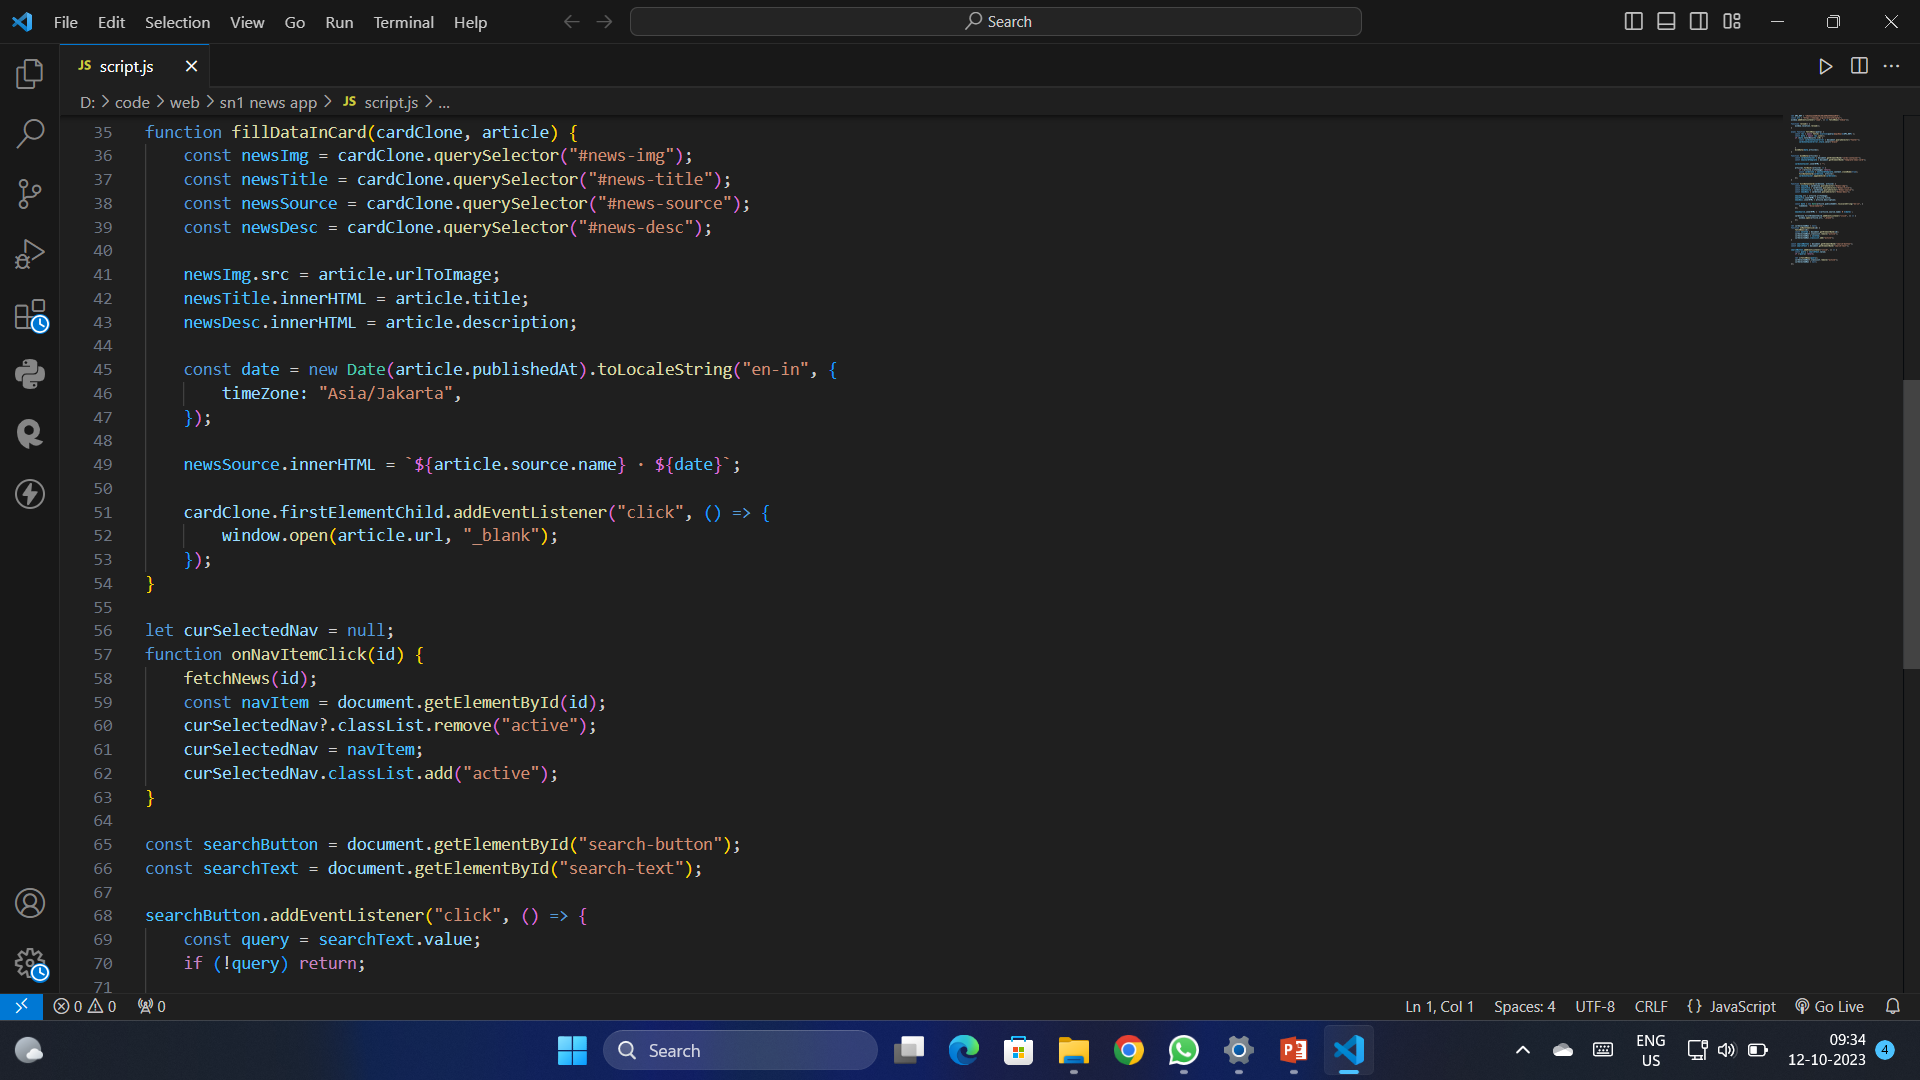 File Edit Selection View Go Run Terminal Help
Search
JS script.js
D: > code > web > sn1 news app > JS script.js > ...
35 function fillDataInCard(cardClone, article) {
36     const newsImg = cardClone.querySelector("#news-img");
37     const newsTitle = cardClone.querySelector("#news-title");
38     const newsSource = cardClone.querySelector("#news-source");
39     const newsDesc = cardClone.querySelector("#news-desc");
40
41     newsImg.src = article.urlToImage;
42     newsTitle.innerHTML = article.title;
43     newsDesc.innerHTML = article.description;
44
45     const date = new Date(article.publishedAt).toLocaleString("en-in", {
46         timeZone: "Asia/Jakarta",
47     });
48
49     newsSource.innerHTML = `${article.source.name} · ${date}`;
50
51     cardClone.firstElementChild.addEventListener("click", () => {
52         window.open(article.url, "_blank");
53     });
54 }
55
56 let curSelectedNav = null;
57 function onNavItemClick(id) {
58     fetchNews(id);
59     const navItem = document.getElementById(id);
60     curSelectedNav?.classList.remove("active");
61     curSelectedNav = navItem;
62     curSelectedNav.classList.add("active");
63 }
64
65 const searchButton = document.getElementById("search-button");
66 const searchText = document.getElementById("search-text");
67
68 searchButton.addEventListener("click", () => {
69     const query = searchText.value;
70     if (!query) return;
71
0 0 0
Ln 1, Col 1 Spaces: 4 UTF-8 CRLF {} JavaScript Go Live
Search
ENG
US
09:34
12-10-2023
4